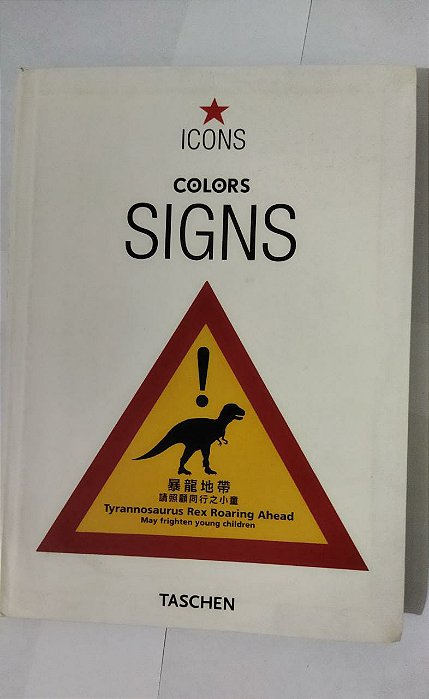 ICONS
COLORS
SIGNS
!
暴龍地帶
請照顧同行之小童
Tyrannosaurus Rex Roaring Ahead
May frighten young children
TASCHEN